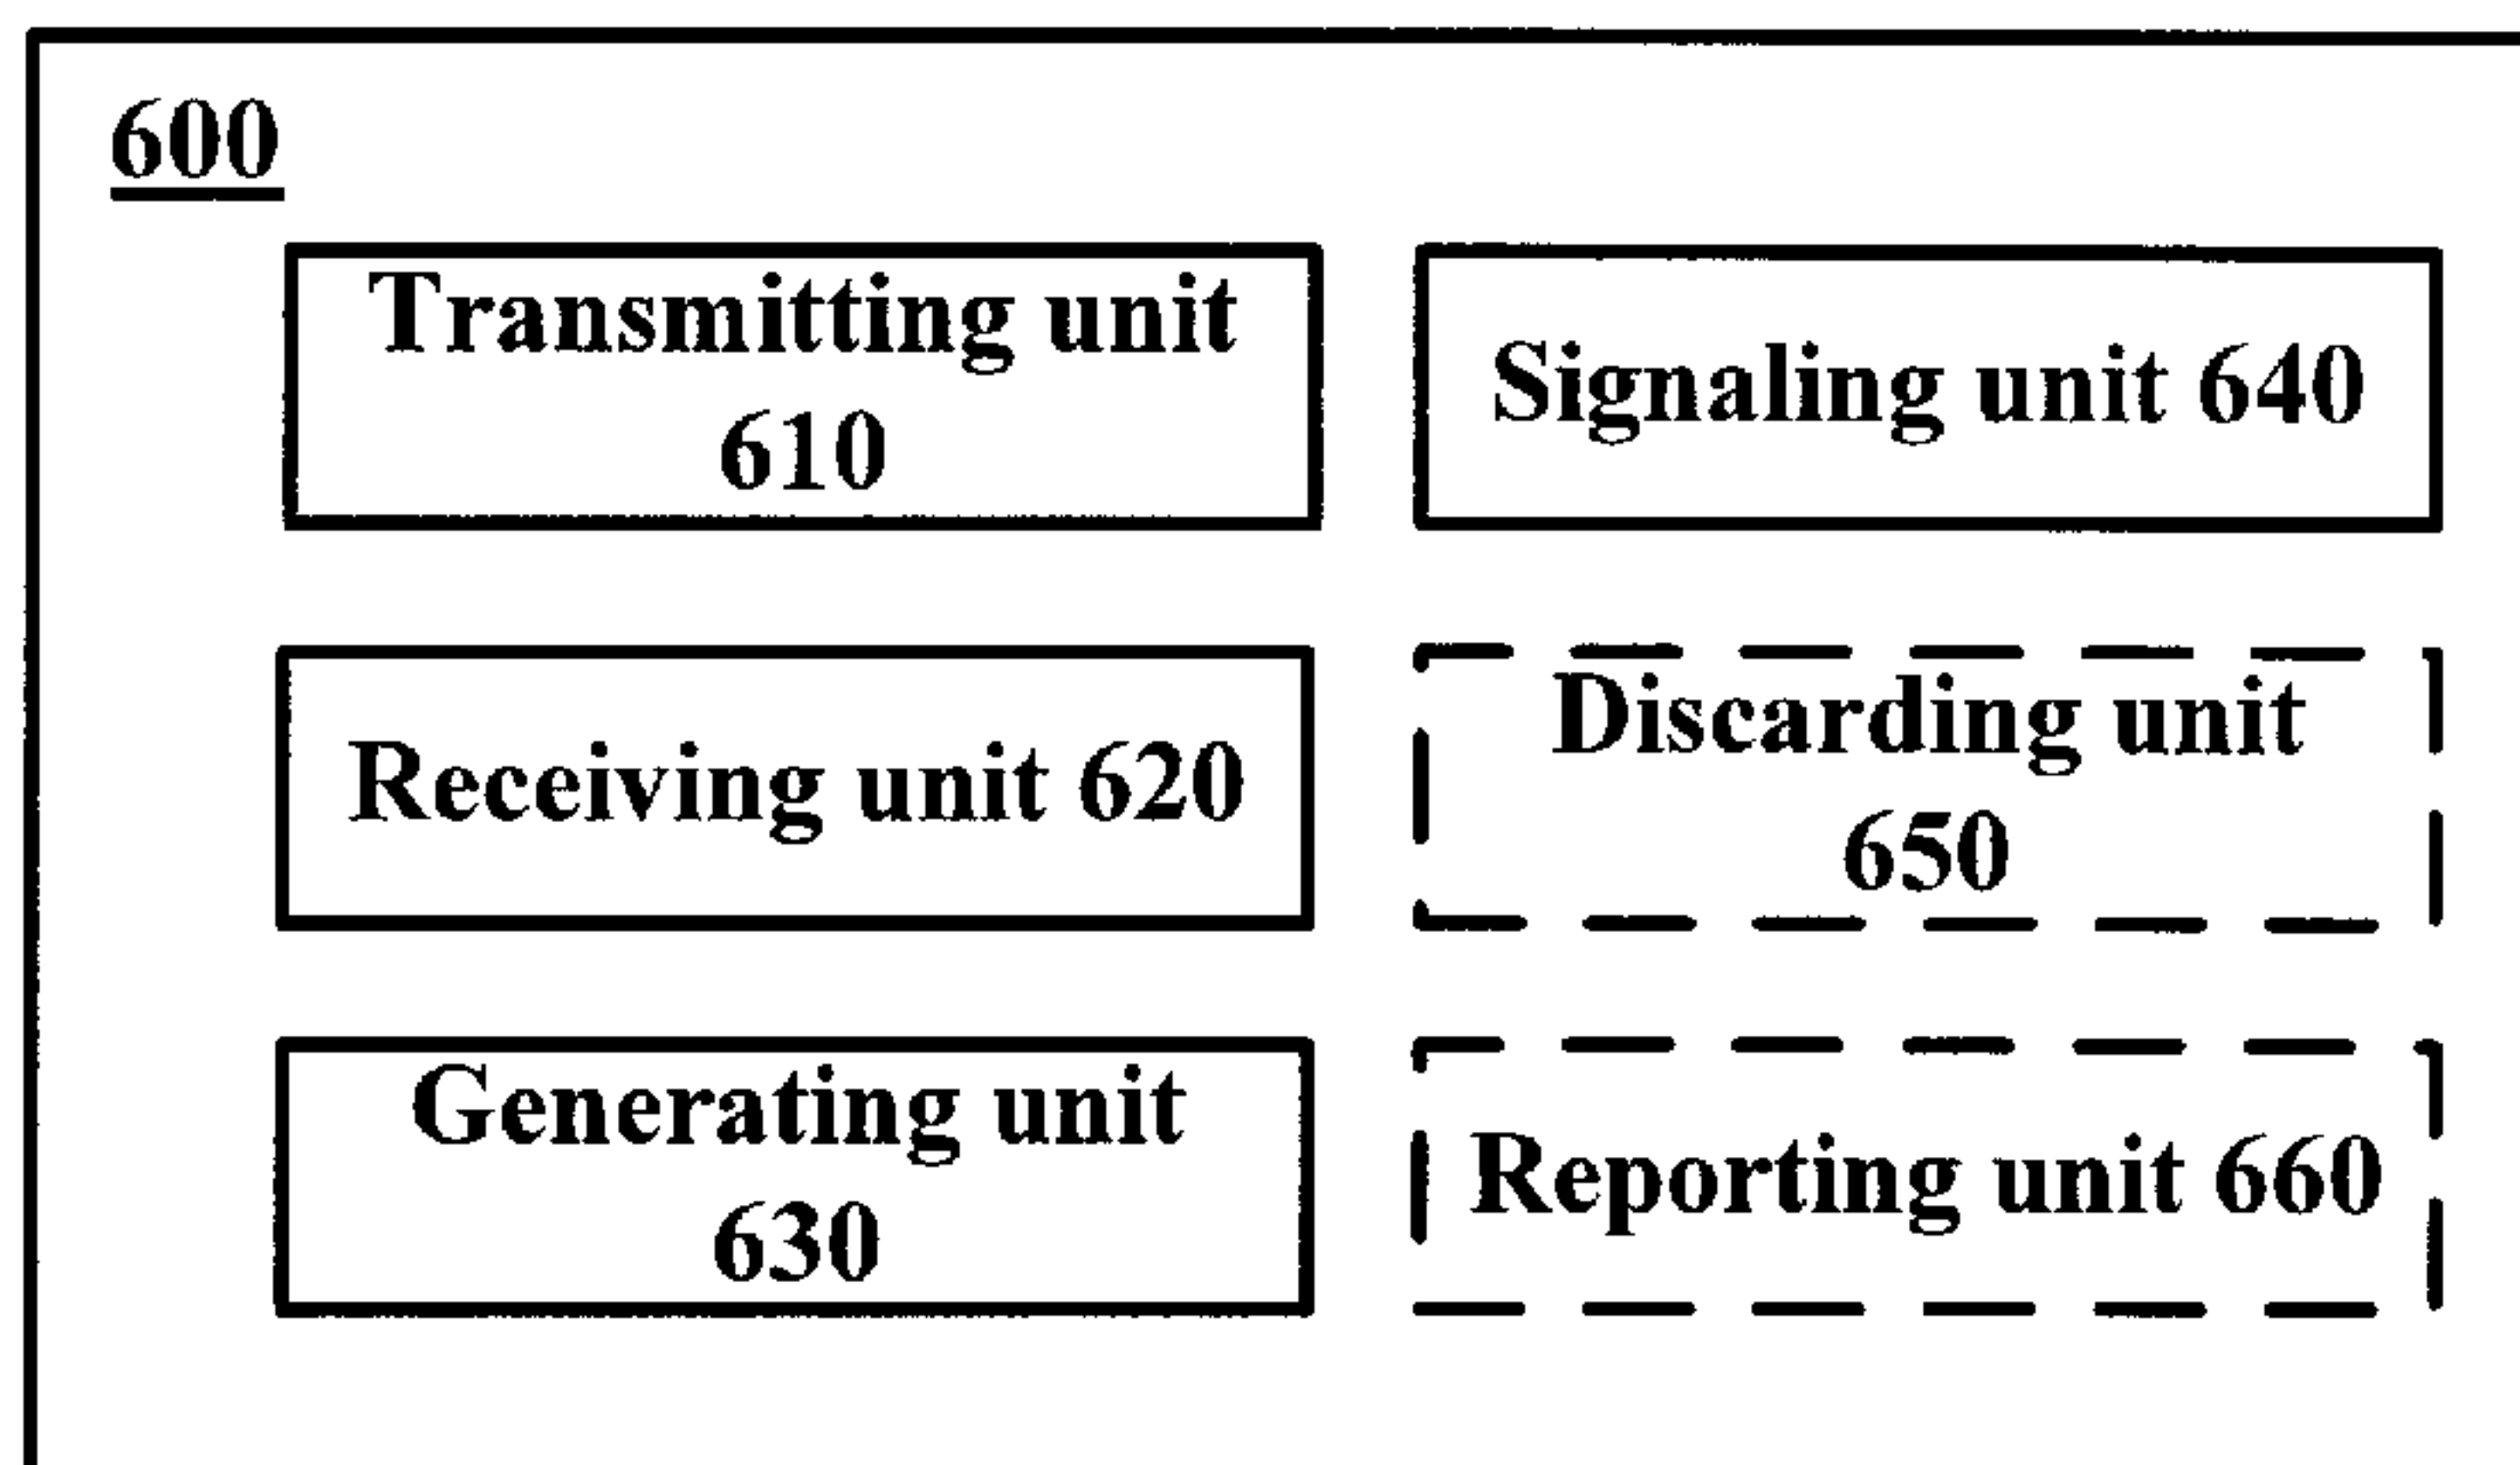 600
Transmitting unit
610
Signaling unit 640
Receiving unit 620
Discarding unit
650
Generating unit
630
Reporting unit 660